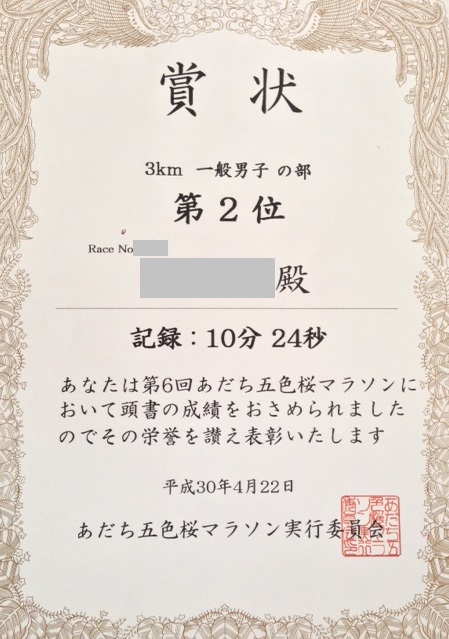 賞 状
3km 一般男子 の部
第 2 位
Race No
殿
記録：10分 24秒
あなたは第6回あだち五色桜マラソンに
おいて頭書の成績をおさめられました
のでその栄誉を讃え表彰いたします
平成30年4月22日
あだち五色桜マラソン実行委員会